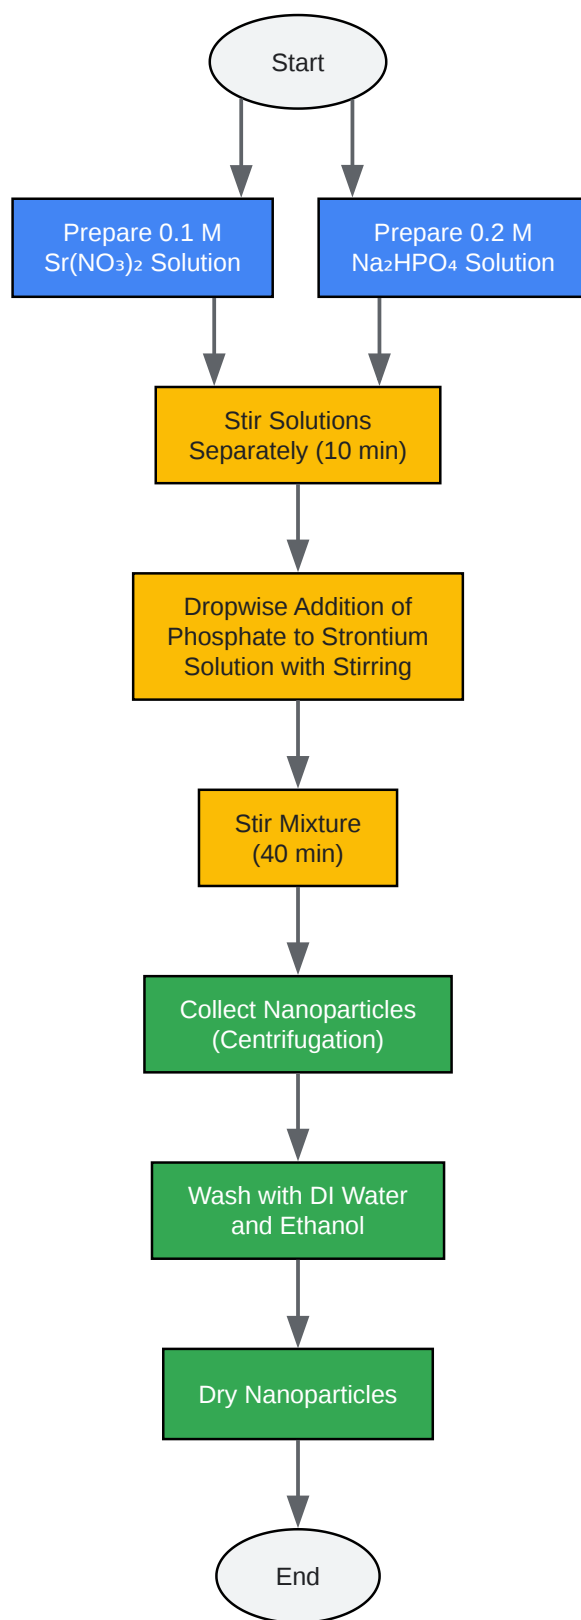 Start
Prepare 0.1 M
Sr(NO₃)₂ Solution
Prepare 0.2 M
Na₂HPO₄ Solution
Stir Solutions
Separately (10 min)
Dropwise Addition of
Phosphate to Strontium
Solution with Stirring
Stir Mixture
(40 min)
Collect Nanoparticles
(Centrifugation)
Wash with DI Water
and Ethanol
Dry Nanoparticles
End